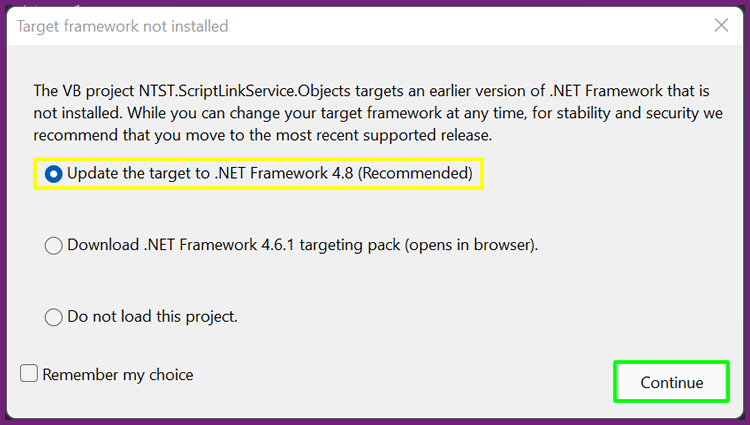 Target framework not installed
The VB project NTST.ScriptLinkService.Objects targets an earlier version of .NET Framework that is
not installed. While you can change your target framework at any time, for stability and security we
recommend that you move to the most recent supported release.
Update the target to .NET Framework 4.8 (Recommended)
Download .NET Framework 4.6.1 targeting pack (opens in browser).
Do not load this project.
Remember my choice
Continue